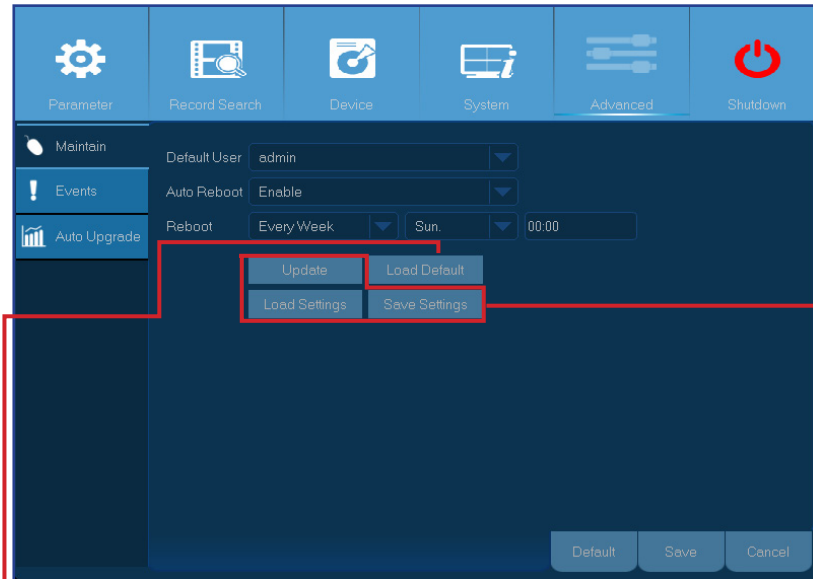 Parameter Record Search Device System Advanced Shutdown
Maintain
Events
Auto Upgrade
Default User admin
Auto Reboot Enable
Reboot Every Week Sun. 00:00
Update Load Default
Load Settings Save Settings
Default Save Cancel